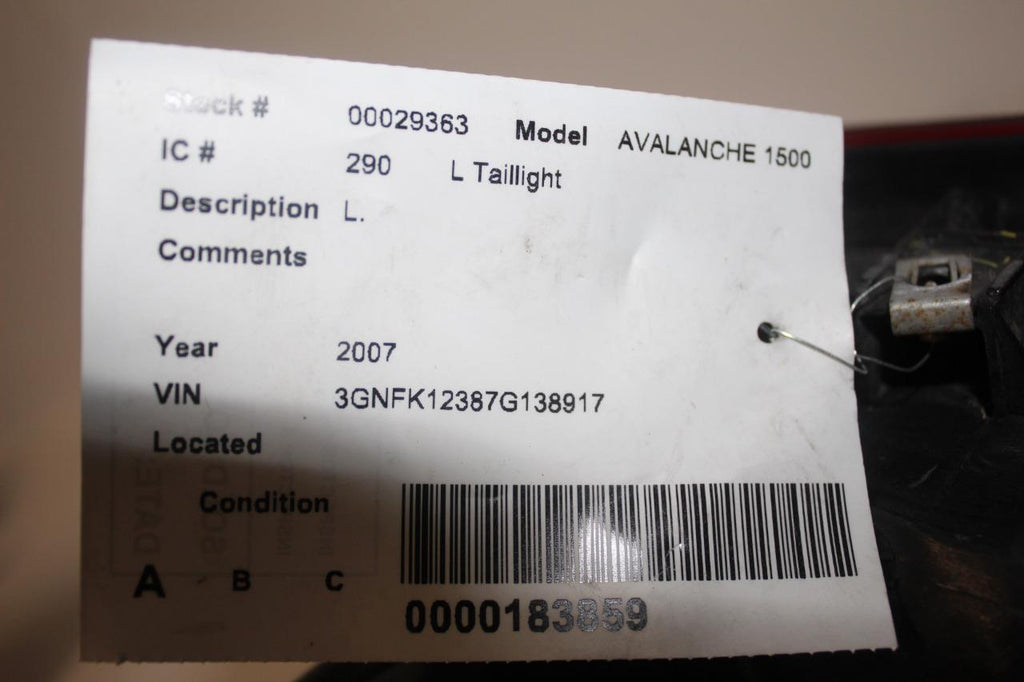 Stock # 00029363 Model AVALANCHE 1500
IC # 290 L Taillight
Description L.
Comments
Year 2007
VIN 3GNFK12387G138917
Located
Condition
A B C
0000183859